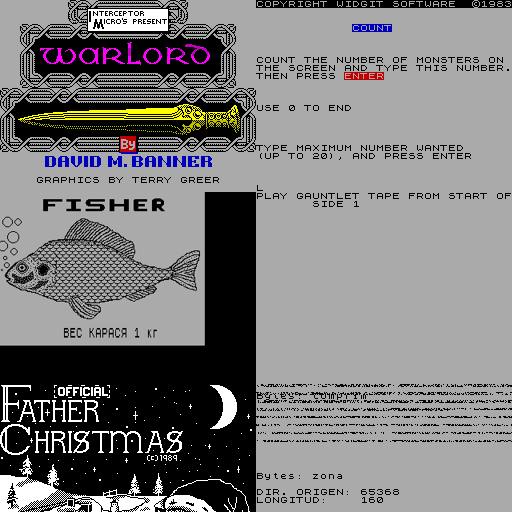 INTERCEPTOR
MICRO'S PRESENT
WARLORD
By
DAVID M. BANNER
GRAPHICS BY TERRY GREER
COPYRIGHT WIDGIT SOFTWARE ©1983
COUNT
COUNT THE NUMBER OF MONSTERS ON
THE SCREEN AND TYPE THIS NUMBER.
THEN PRESS ENTER
USE 0 TO END
TYPE MAXIMUM NUMBER WANTED
(UP TO 20), AND PRESS ENTER
L
PLAY GAUNTLET TAPE FROM START OF
SIDE 1
FISHER
ВЕС КАРАСЯ 1 кг
OFFICIAL
FATHER
CHRISTMAS
(C)1989.
Bytes: comprim
Bytes: zona
DIR. ORIGEN: 65368
LONGITUD: 160